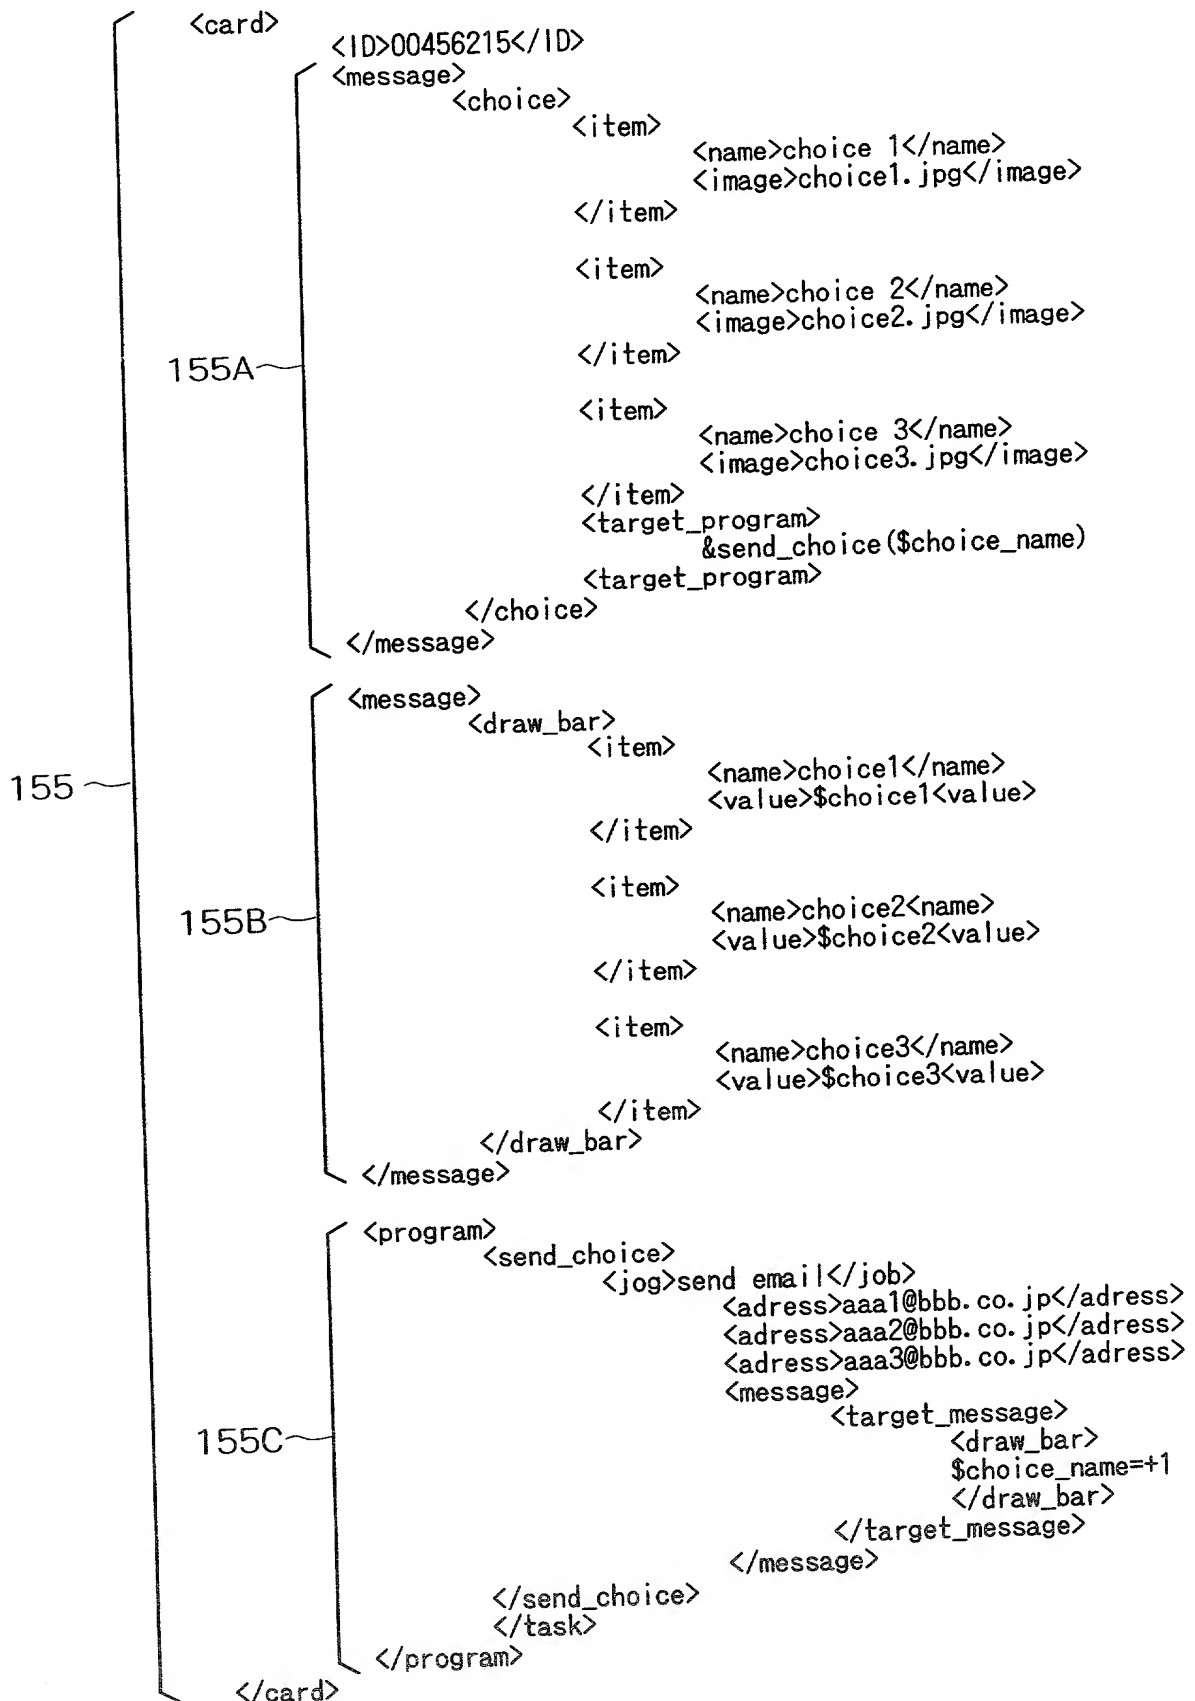 <card>
<ID>00456215</ID>
<message>
<choice>
<item>
<name>choice 1</name>
<image>choice1.jpg</image>
</item>
<item>
<name>choice 2</name>
<image>choice2.jpg</image>
</item>
155A
<item>
<name>choice 3</name>
<image>choice3.jpg</image>
</item>
<target_program>
&send_choice($choice_name)
<target_program>
</choice>
</message>
<message>
<draw_bar>
<item>
<name>choice1</name>
155
<value>$choice1<value>
</item>
<item>
<name>choice2<name>
155B
<value>$choice2<value>
</item>
<item>
<name>choice3</name>
<value>$choice3<value>
</item>
</draw_bar>
</message>
<program>
<send_choice>
<jog>send email</job>
<adress>aaa1@bbb.co.jp</adress>
<adress>aaa2@bbb.co.jp</adress>
<adress>aaa3@bbb.co.jp</adress>
<message>
<target_message>
155C
<draw_bar>
$choice_name=+1
</draw_bar>
</target_message>
</message>
</send_choice>
</task>
</program>
</card>